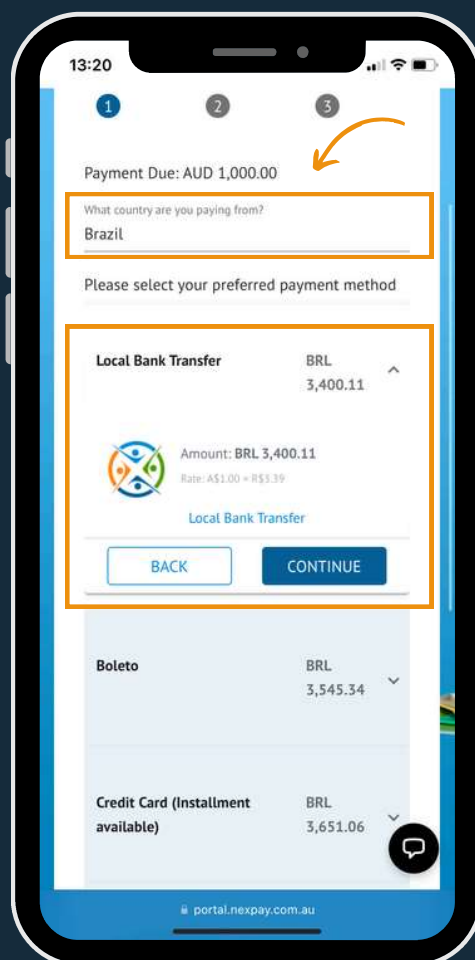 13:20
1 2 3
Payment Due: AUD 1,000.00
What country are you paying from?
Brazil
Please select your preferred payment method
Local Bank Transfer BRL
3,400.11
Amount: BRL 3,400.11
Rate: A$1.00 = R$3.39
Local Bank Transfer
BACK CONTINUE
Boleto BRL
3,545.34
Credit Card (Installment BRL
available) 3,651.06
portal.nexpay.com.au